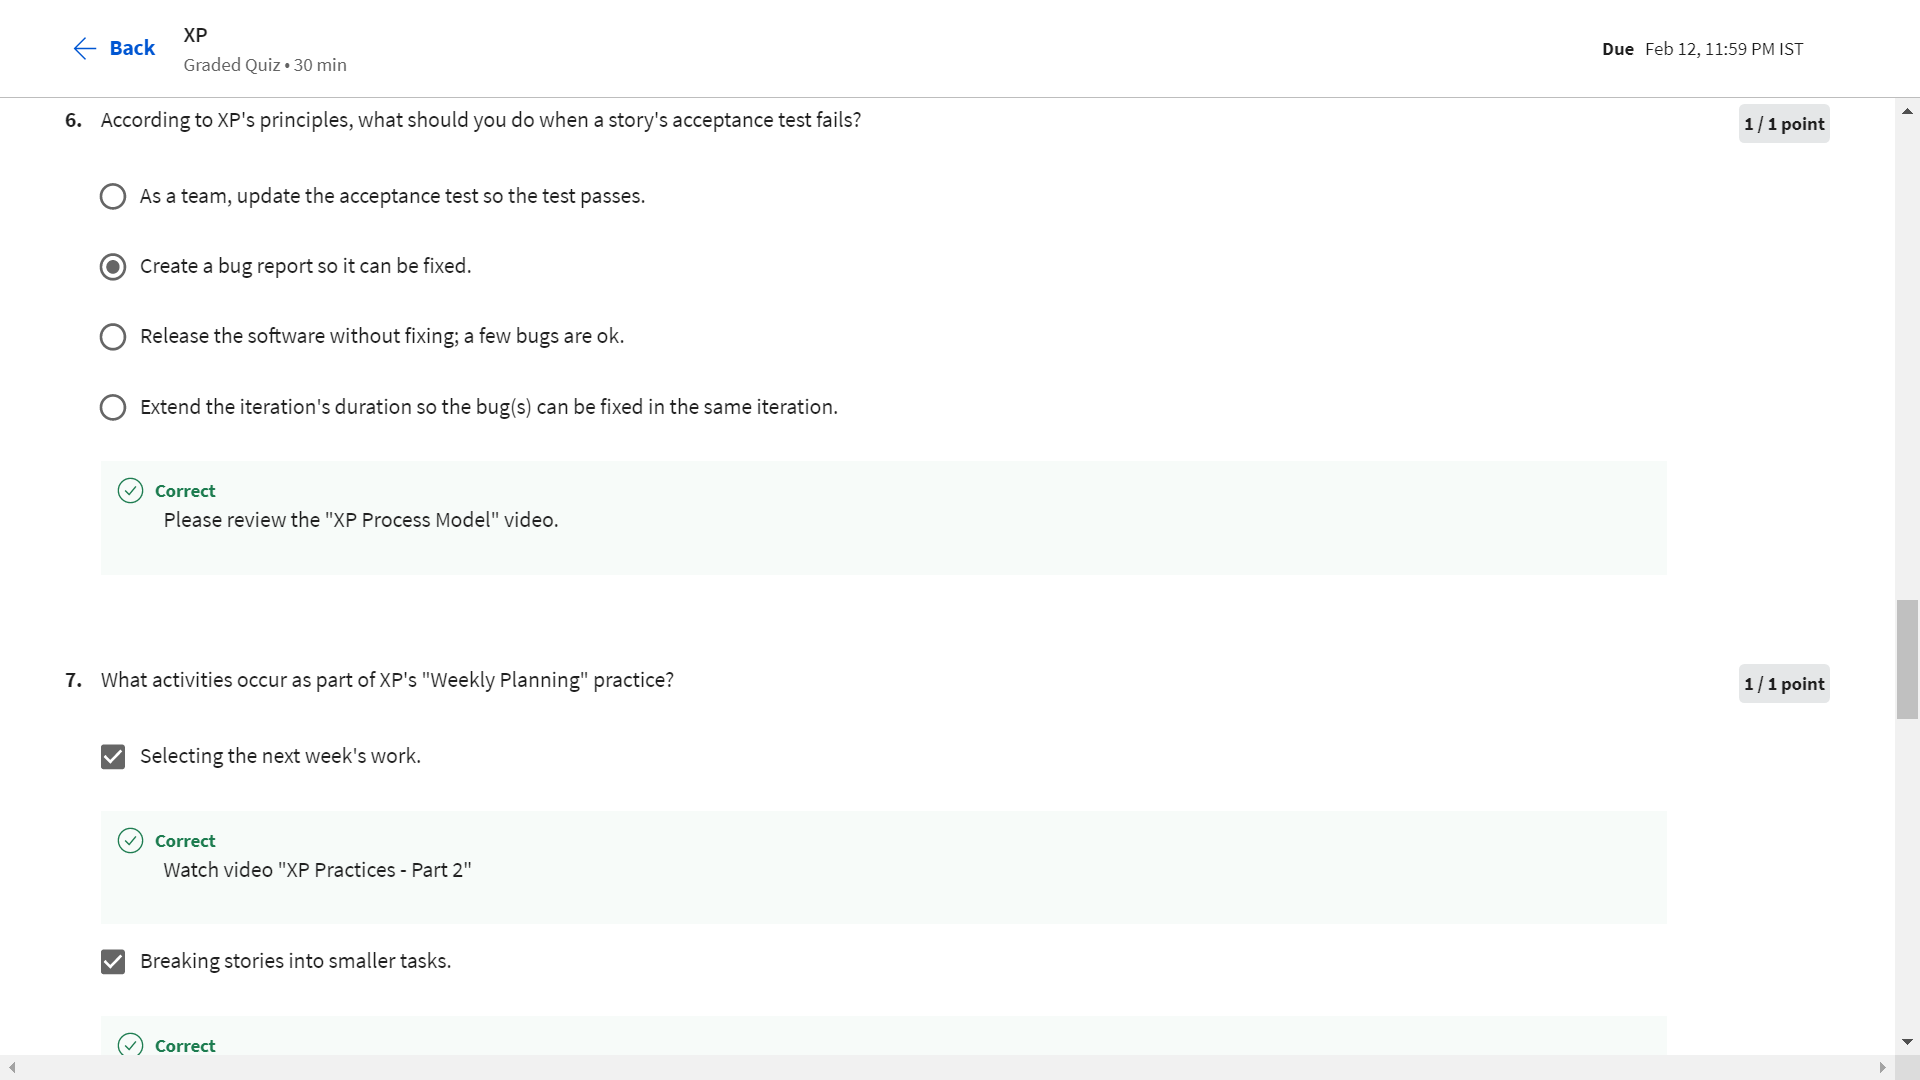 Back
XP
Graded Quiz • 30 min
Due Feb 12, 11:59 PM IST
6. According to XP's principles, what should you do when a story's acceptance test fails?
1 / 1 point
As a team, update the acceptance test so the test passes.
Create a bug report so it can be fixed.
Release the software without fixing; a few bugs are ok.
Extend the iteration's duration so the bug(s) can be fixed in the same iteration.
Correct
Please review the "XP Process Model" video.
7. What activities occur as part of XP's "Weekly Planning" practice?
1 / 1 point
Selecting the next week's work.
Correct
Watch video "XP Practices - Part 2"
Breaking stories into smaller tasks.
Correct